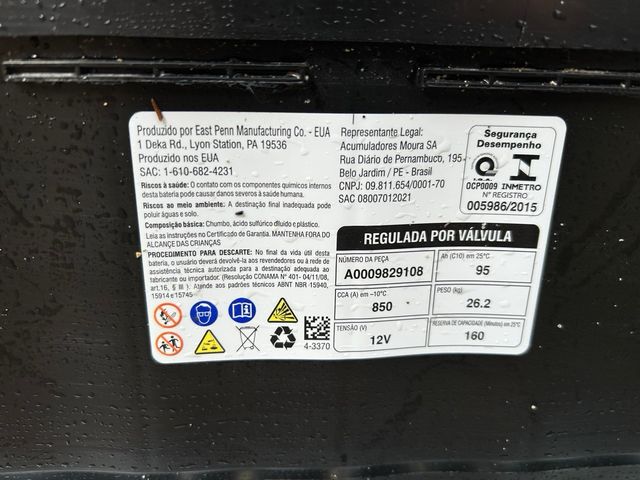 Produzido por East Penn Manufacturing Co. - EUA
1 Deka Rd., Lyon Station, PA 19536
Produzido nos EUA
SAC: 1-610-682-4231
Riscos à saúde: O contato com os componentes químicos internos
desta bateria pode causar danos severos à saúde humana.
Riscos ao meio ambiente: A destinação final inadequada pode
poluir águas e solo.
Composição básica: Chumbo, ácido sulfúrico diluído e plástico.
Leia as instruções no Certificado de Garantia. MANTENHA FORA DO
ALCANCE DAS CRIANÇAS
PROCEDIMENTO PARA DESCARTE: No final da vida útil desta
bateria, o usuário deverá devolvê-la aos revendedores ou à rede de
assistência técnica autorizada para a destinação adequada ao
fabricante ou importador. (Resolução CONAMA N° 401- 04/11/08,
art.16, § III ). Atende aos padrões técnicos ABNT NBR 15940,
15914 e 15745
4-3370
Representante Legal:
Acumuladores Moura SA
Rua Diário de Pernambuco, 195
Belo Jardim / PE - Brasil
CNPJ: 09.811.654/0001-70
SAC 08007012021
Segurança
Desempenho
OCP0009 INMETRO
N° REGISTRO
005986/2015
REGULADA POR VÁLVULA
NÚMERO DA PEÇA
A0009829108
Ah (C10) em 25°C
95
CCA (A) em –10°C
850
PESO (kg)
26.2
TENSÃO (V)
12V
RESERVA DE CAPACIDADE (Minutos) em 25°C
160